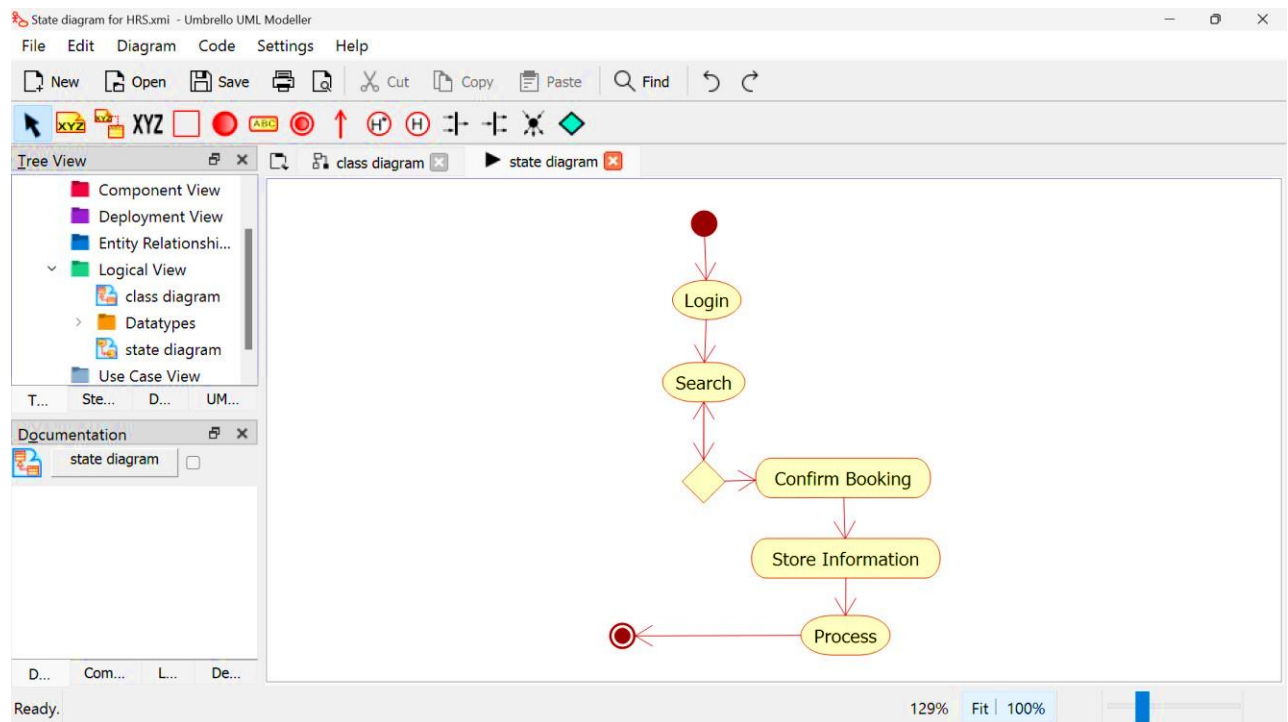 State diagram for HRS.xmi - Umbrello UML Modeller
File Edit Diagram Code Settings Help
New Open Save Cut Copy Paste Find
XYZ XYZ XYZ ABC H* H
Tree View class diagram state diagram
Component View
Deployment View
Entity Relationshi...
Logical View
class diagram
Datatypes
state diagram
Use Case View
T... Ste... D... UM...
Documentation
state diagram
Login
Search
Confirm Booking
Store Information
Process
D... Com... L... De...
Ready. 129% Fit 100%